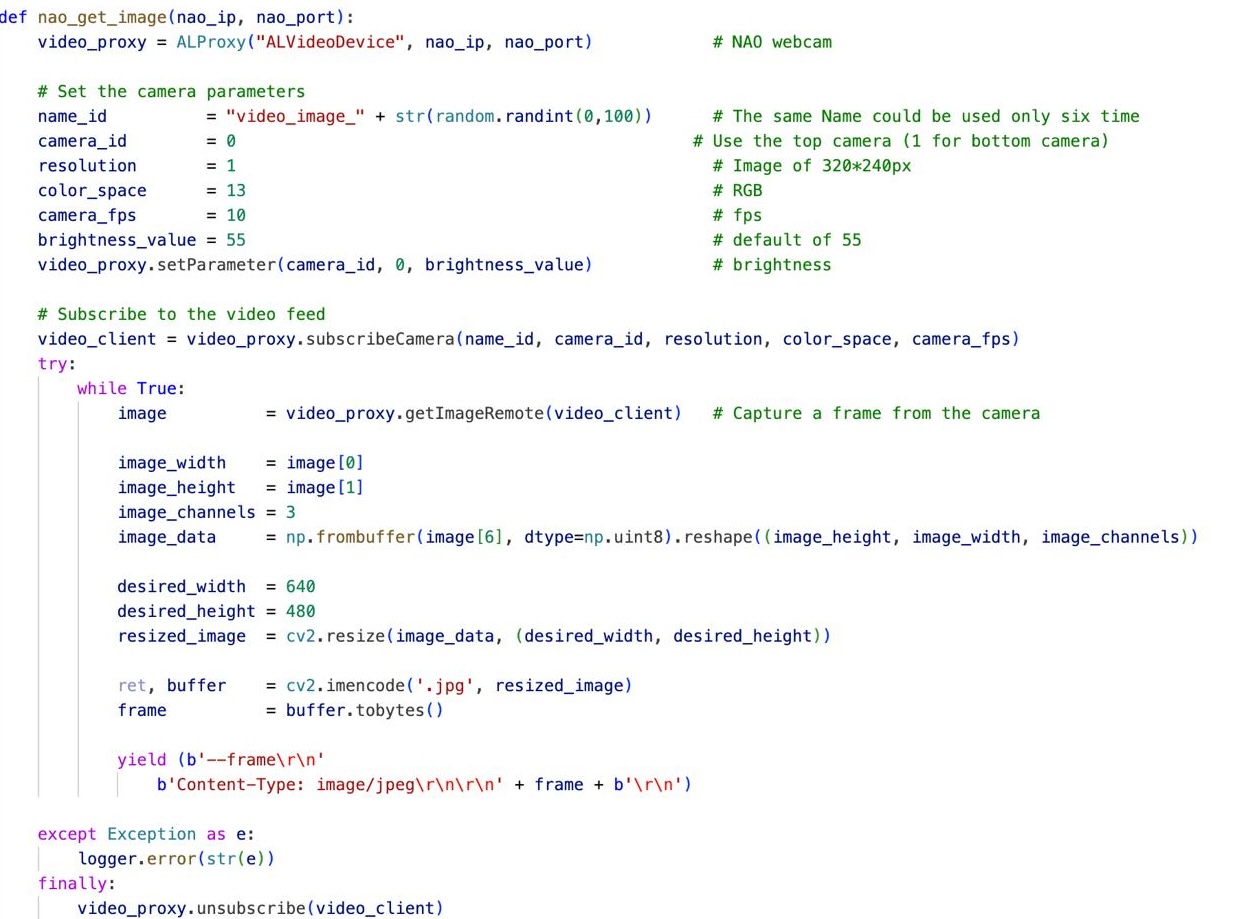 def nao_get_image(nao_ip, nao_port):
    video_proxy = ALProxy("ALVideoDevice", nao_ip, nao_port)            # NAO webcam

    # Set the camera parameters
    name_id          = "video_image_" + str(random.randint(0,100))      # The same Name could be used only six time
    camera_id        = 0                                              # Use the top camera (1 for bottom camera)
    resolution       = 1                                                # Image of 320*240px
    color_space      = 13                                               # RGB
    camera_fps       = 10                                               # fps
    brightness_value = 55                                               # default of 55
    video_proxy.setParameter(camera_id, 0, brightness_value)            # brightness

    # Subscribe to the video feed
    video_client = video_proxy.subscribeCamera(name_id, camera_id, resolution, color_space, camera_fps)
    try:
        while True:
            image          = video_proxy.getImageRemote(video_client)   # Capture a frame from the camera

            image_width    = image[0]
            image_height   = image[1]
            image_channels = 3
            image_data     = np.frombuffer(image[6], dtype=np.uint8).reshape((image_height, image_width, image_channels))

            desired_width  = 640
            desired_height = 480
            resized_image  = cv2.resize(image_data, (desired_width, desired_height))

            ret, buffer    = cv2.imencode('.jpg', resized_image)
            frame          = buffer.tobytes()

            yield (b'--frame\r\n'
                b'Content-Type: image/jpeg\r\n\r\n' + frame + b'\r\n')

    except Exception as e:
        logger.error(str(e))
    finally:
        video_proxy.unsubscribe(video_client)